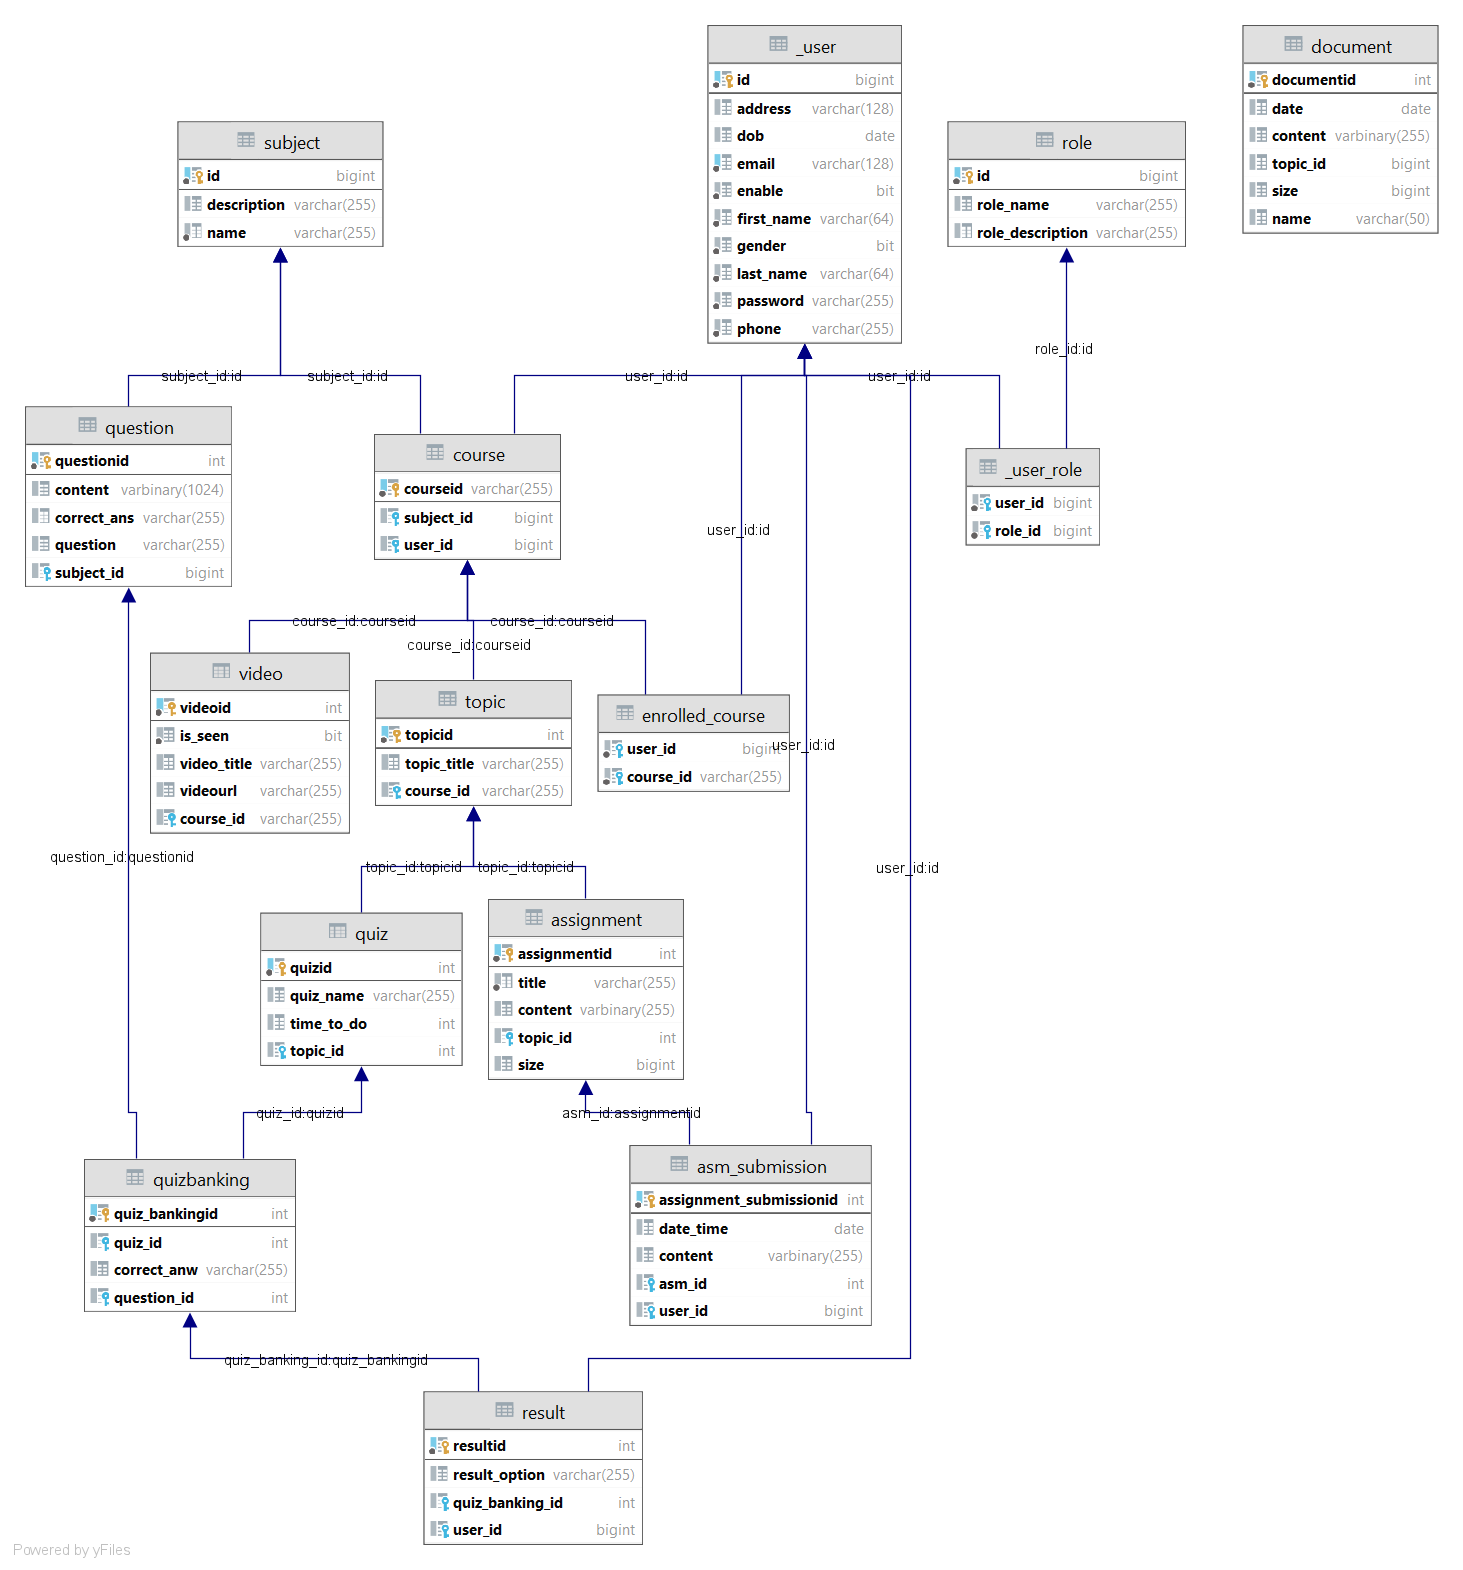 _user
id bigint
address varchar(128)
dob date
email varchar(128)
enable bit
first_name varchar(64)
gender bit
last_name varchar(64)
password varchar(255)
phone varchar(255)
document
documentid int
date date
content varbinary(255)
topic_id bigint
size bigint
name varchar(50)
subject
id bigint
description varchar(255)
name varchar(255)
role
id bigint
role_name varchar(255)
role_description varchar(255)
role_id:id
subject_id:id
subject_id:id
user_id:id
user_id:id
question
questionid int
content varbinary(1024)
correct_ans varchar(255)
question varchar(255)
subject_id bigint
course
courseid varchar(255)
subject_id bigint
user_id bigint
_user_role
user_id bigint
role_id bigint
user_id:id
course_id:courseid
course_id:courseid
course_id:courseid
video
videoid int
is_seen bit
video_title varchar(255)
videourl varchar(255)
course_id varchar(255)
topic
topicid int
topic_title varchar(255)
course_id varchar(255)
enrolled_course
user_id bigint
course_id varchar(255)
user_id:id
question_id:questionid
topic_id:topicid
topic_id:topicid
user_id:id
quiz
quizid int
quiz_name varchar(255)
time_to_do int
topic_id int
assignment
assignmentid int
title varchar(255)
content varbinary(255)
topic_id int
size bigint
quiz_id:quizid
asm_id:assignmentid
quizbanking
quiz_bankingid int
quiz_id int
correct_anw varchar(255)
question_id int
asm_submission
assignment_submissionid int
date_time date
content varbinary(255)
asm_id int
user_id bigint
quiz_banking_id:quiz_bankingid
result
resultid int
result_option varchar(255)
quiz_banking_id int
user_id bigint
Powered by yFiles